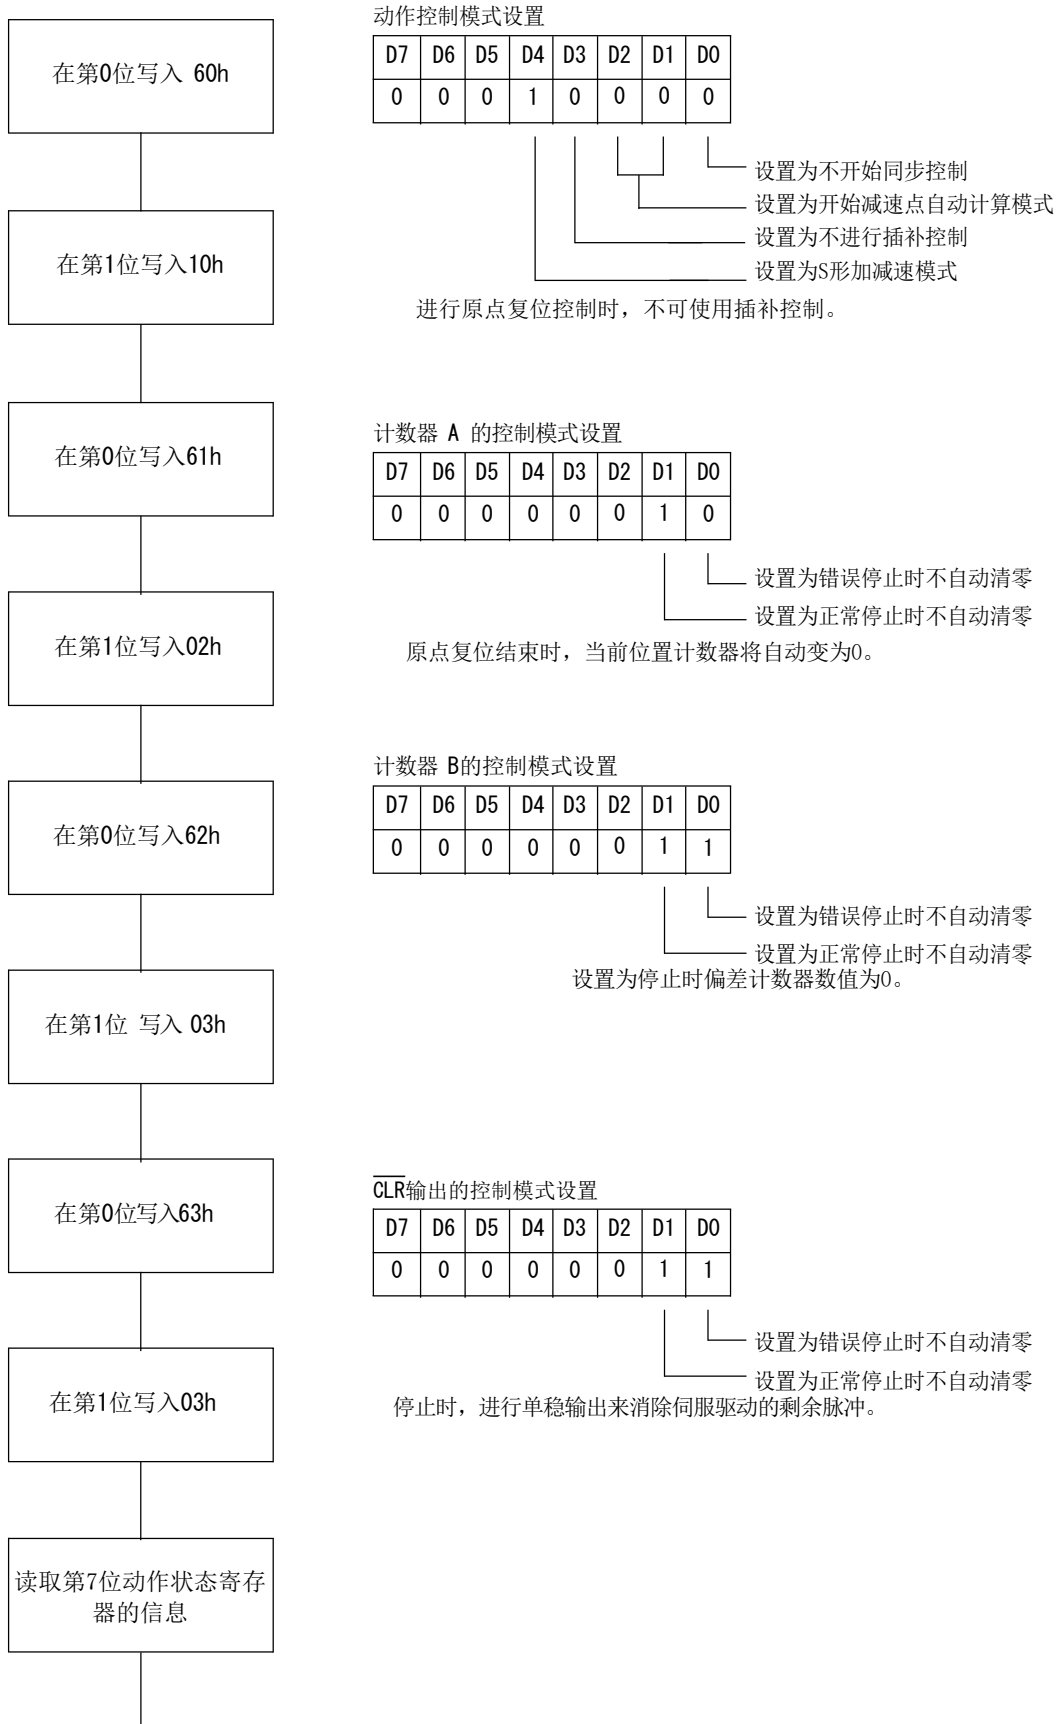 动作控制模式设置
在第0位写入 60h
D7 D6 D5 D4 D3 D2 D1 D0
0 0 0 1 0 0 0 0
设置为不开始同步控制
设置为开始减速点自动计算模式
设置为不进行插补控制
设置为S形加减速模式
在第1位写入10h
进行原点复位控制时，不可使用插补控制。
计数器 A 的控制模式设置
在第0位写入61h
D7 D6 D5 D4 D3 D2 D1 D0
0 0 0 0 0 0 1 0
设置为错误停止时不自动清零
设置为正常停止时不自动清零
在第1位写入02h
原点复位结束时，当前位置计数器将自动变为0。
计数器 B的控制模式设置
在第0位写入62h
D7 D6 D5 D4 D3 D2 D1 D0
0 0 0 0 0 0 1 1
设置为错误停止时不自动清零
设置为正常停止时不自动清零
设置为停止时偏差计数器数值为0。
在第1位 写入 03h
CLR输出的控制模式设置
在第0位写入63h
D7 D6 D5 D4 D3 D2 D1 D0
0 0 0 0 0 0 1 1
设置为错误停止时不自动清零
设置为正常停止时不自动清零
在第1位写入03h
停止时，进行单稳输出来消除伺服驱动的剩余脉冲。
读取第7位动作状态寄存
器的信息